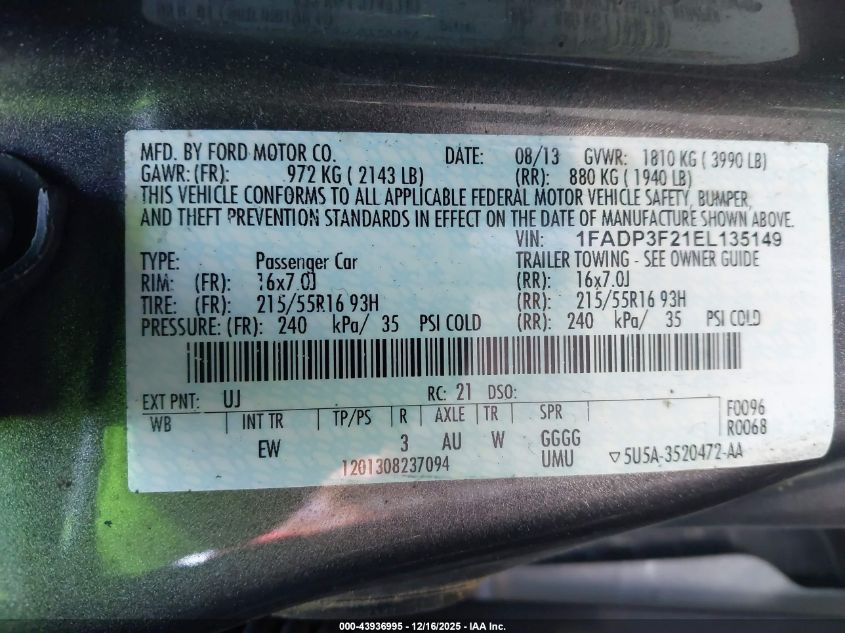 MFD. BY FORD MOTOR CO. DATE: 08/13 GVWR: 1810 KG ( 3990 LB)
GAWR: (FR): 972 KG ( 2143 LB) (RR): 880 KG ( 1940 LB)
THIS VEHICLE CONFORMS TO ALL APPLICABLE FEDERAL MOTOR VEHICLE SAFETY, BUMPER,
AND THEFT PREVENTION STANDARDS IN EFFECT ON THE DATE OF MANUFACTURE SHOWN ABOVE.
VIN: 1FADP3F21EL135149
TYPE: Passenger Car TRAILER TOWING - SEE OWNER GUIDE
RIM: (FR): 16x7.0J (RR): 16x7.0J
TIRE: (FR): 215/55R16 93H (RR): 215/55R16 93H
PRESSURE: (FR): 240 kPa/ 35 PSI COLD (RR): 240 kPa/ 35 PSI COLD
EXT PNT: UJ RC: 21 DSO:
WB INT TR TP/PS R AXLE TR SPR F0096
R0068
EW 3 AU W GGGG
1201308237094 UMU ▽5U5A-3520472-AA
000-43936995 - 12/16/2025 - IAA Inc.